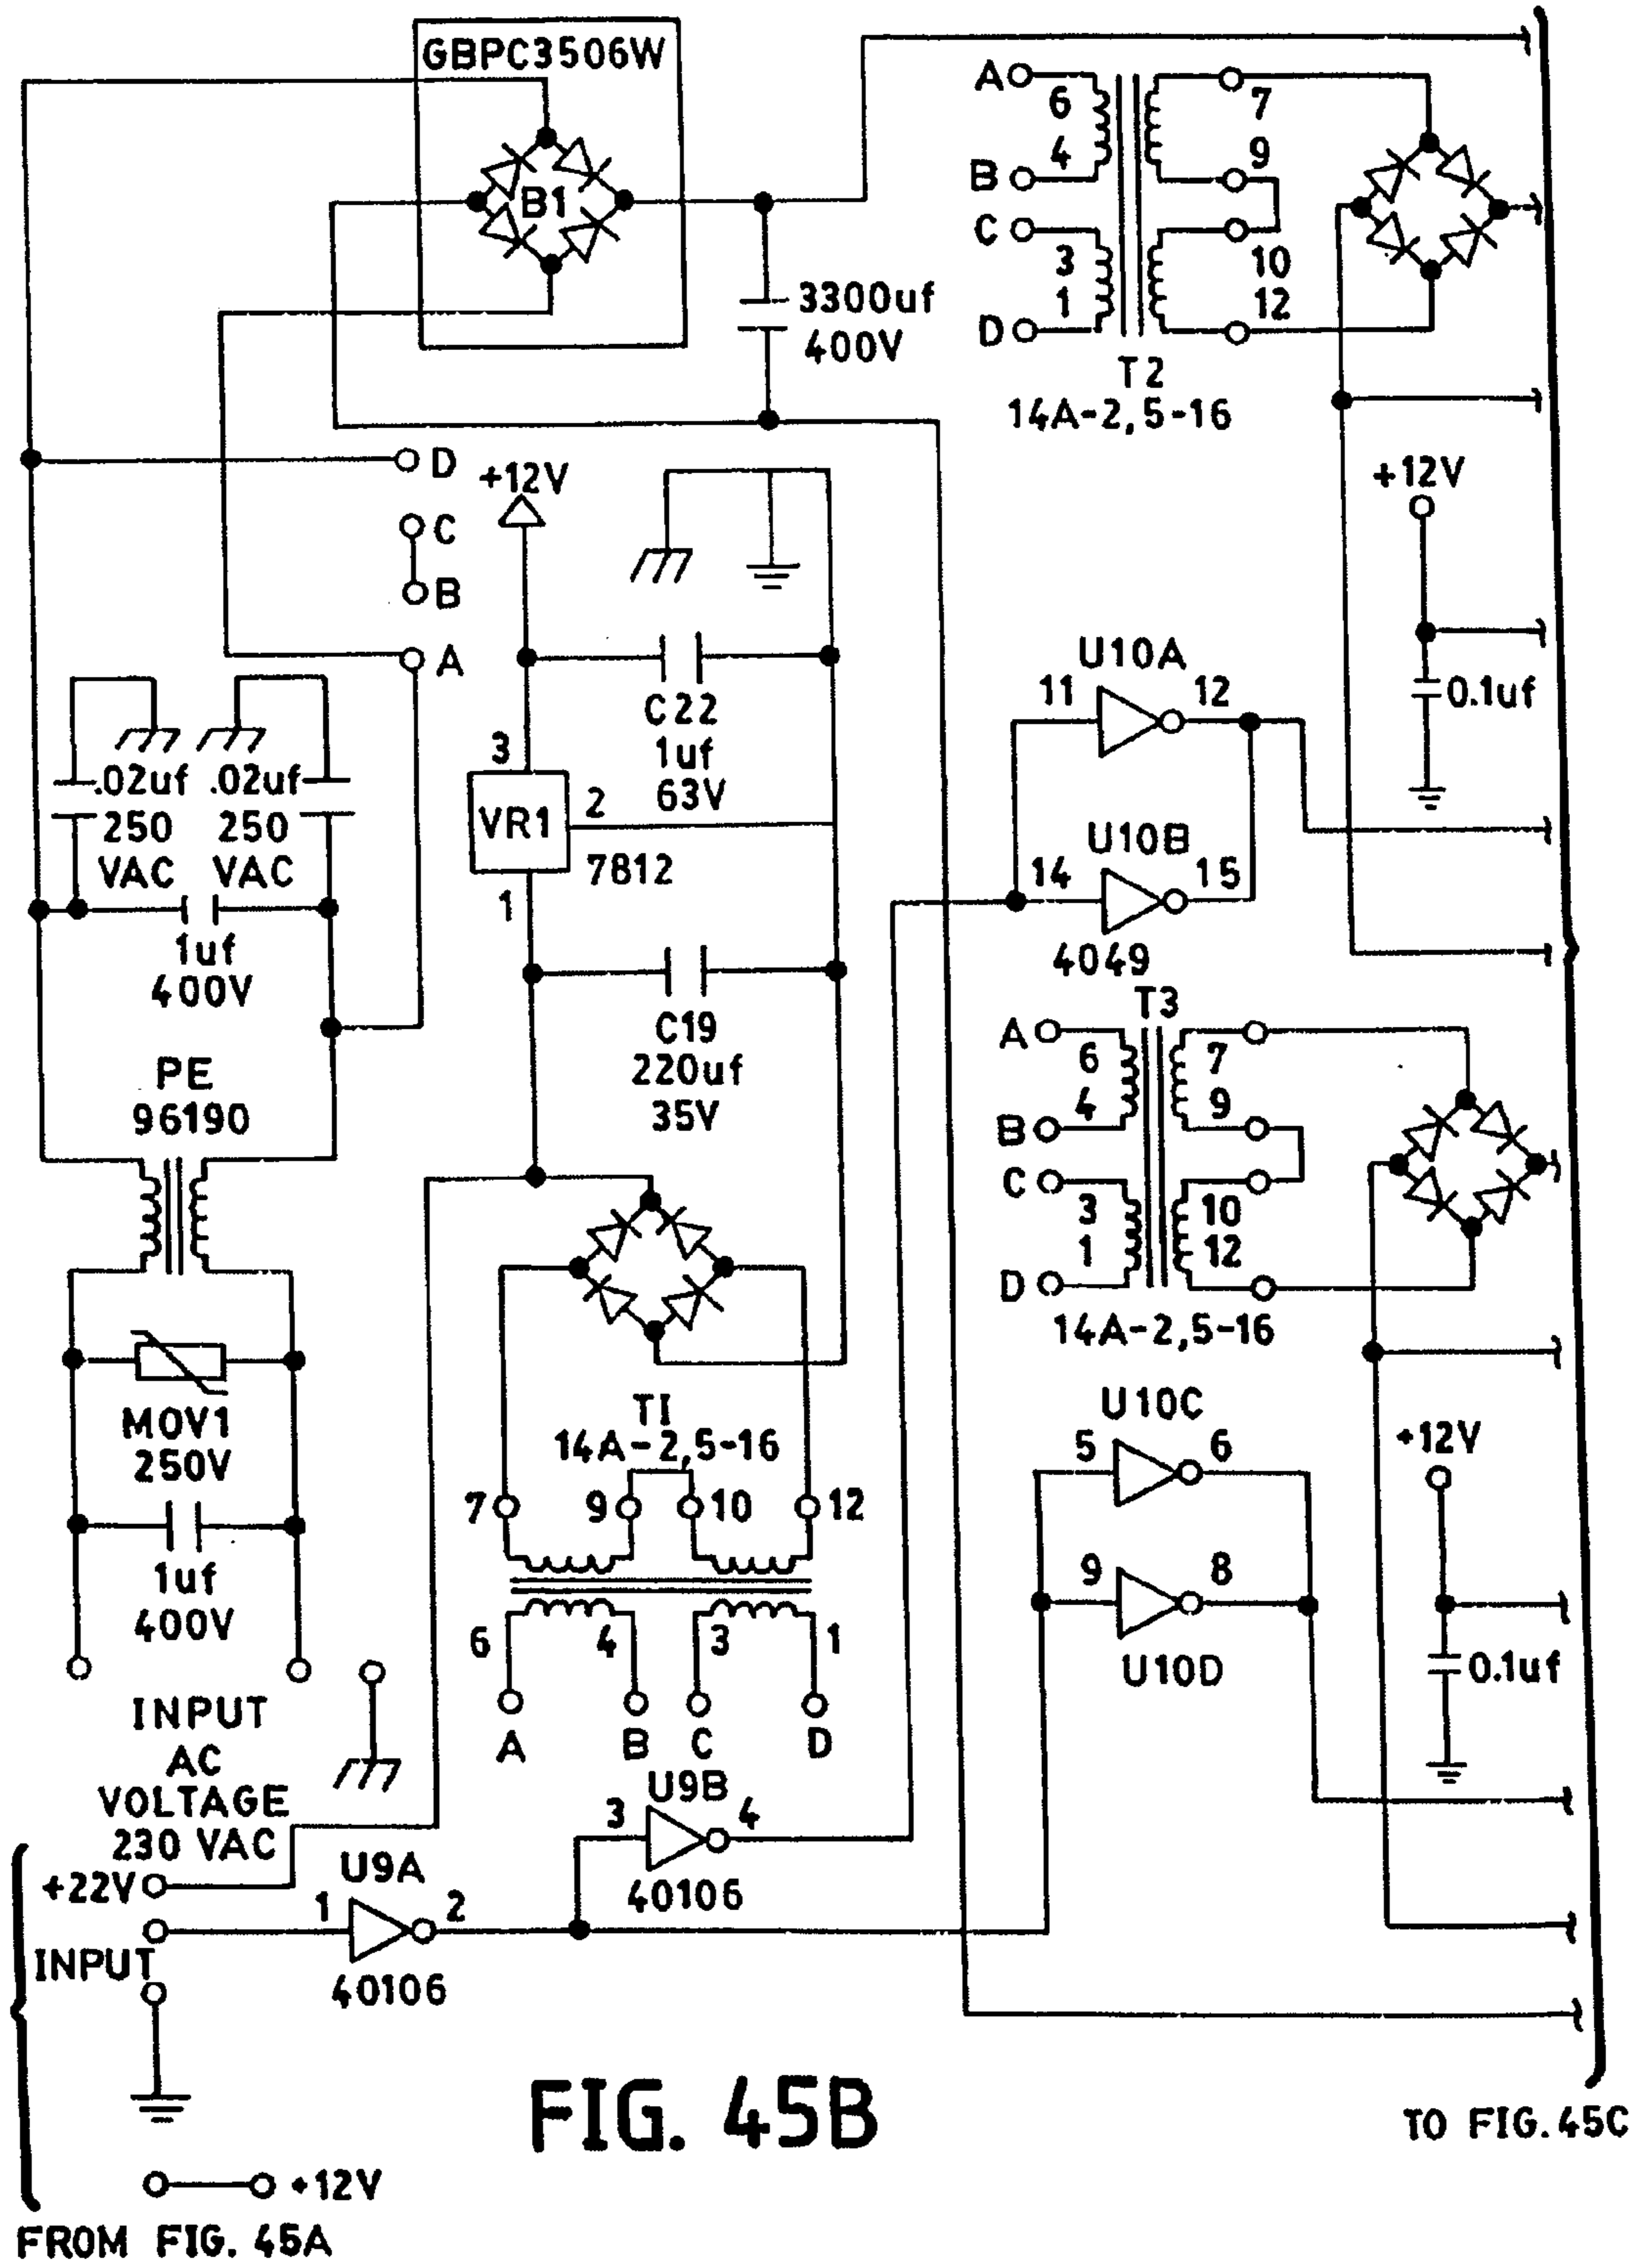 GBPC3506W
B1
3300uf
400V
A
6
7
4
9
B
C
3
10
1
12
D
T2
14A-2,5-16
D
C
B
A
+12V
+12V
0.1uf
C22
1uf
63V
3
VR1
2
7812
1
.02uf .02uf
250 250
VAC VAC
1uf
400V
U10A
11 12
U10B
14 15
4049
C19
220uf
35V
PE
96190
T3
A
6 7
4 9
B
C
3 10
1 12
D
14A-2,5-16
MOV1
250V
1uf
400V
TI
14A-2,5-16
7 9 10 12
6 4 3 1
A B C D
U10C
5 6
9 8
U10D
+12V
0.1uf
INPUT
AC
VOLTAGE
230 VAC
U9B
3 4
40106
+22V
U9A
1 2
INPUT
40106
FIG. 45B
TO FIG.45C
+12V
FROM FIG. 45A